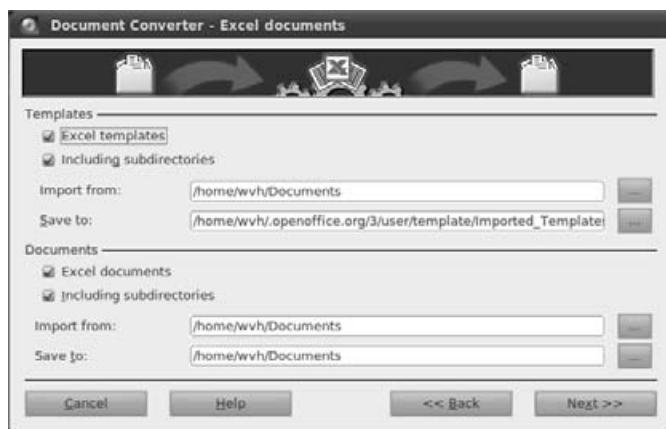 Document Converter - Excel documents
Templates
Excel templates
Including subdirectories
Import from: /home/wvh/Documents ...
Save to: /home/wvh/.openoffice.org/3/user/template/Imported_Templates ...
Documents
Excel documents
Including subdirectories
Import from: /home/wvh/Documents ...
Save to: /home/wvh/Documents ...
Cancel Help << Back Next >>